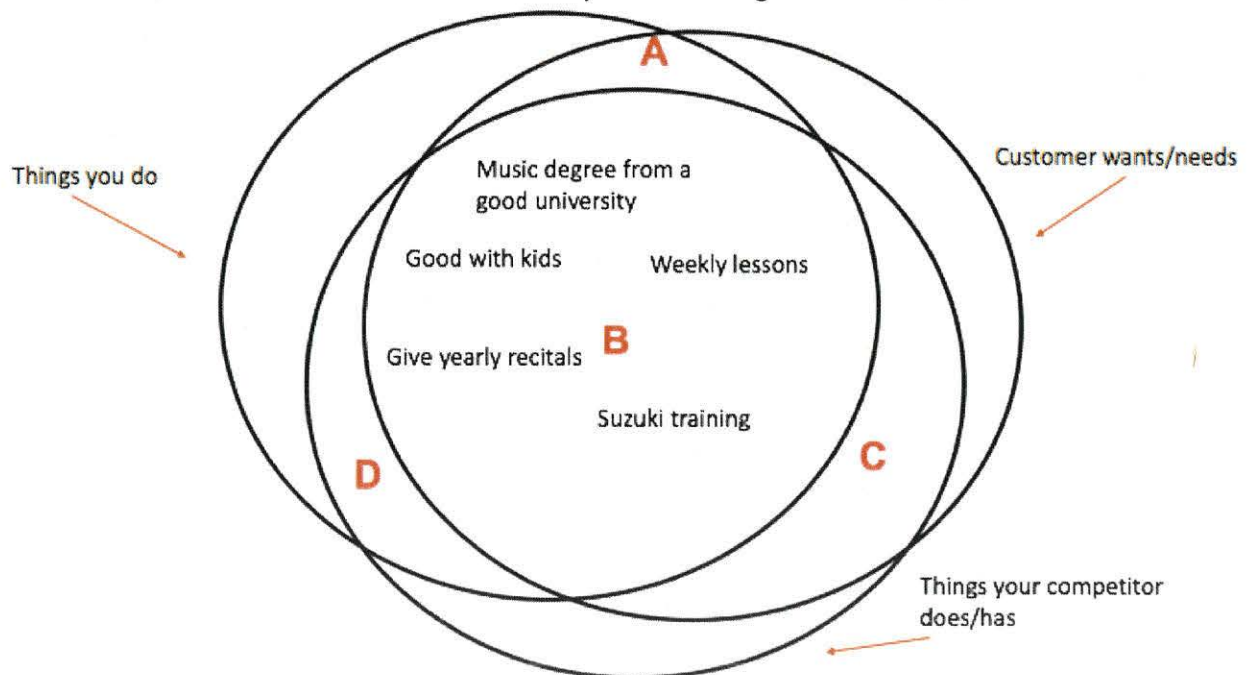 A
Things you do
Customer wants/needs
Music degree from a
good university
Good with kids
Weekly lessons
B
Give yearly recitals
Suzuki training
C
D
Things your competitor
does/has